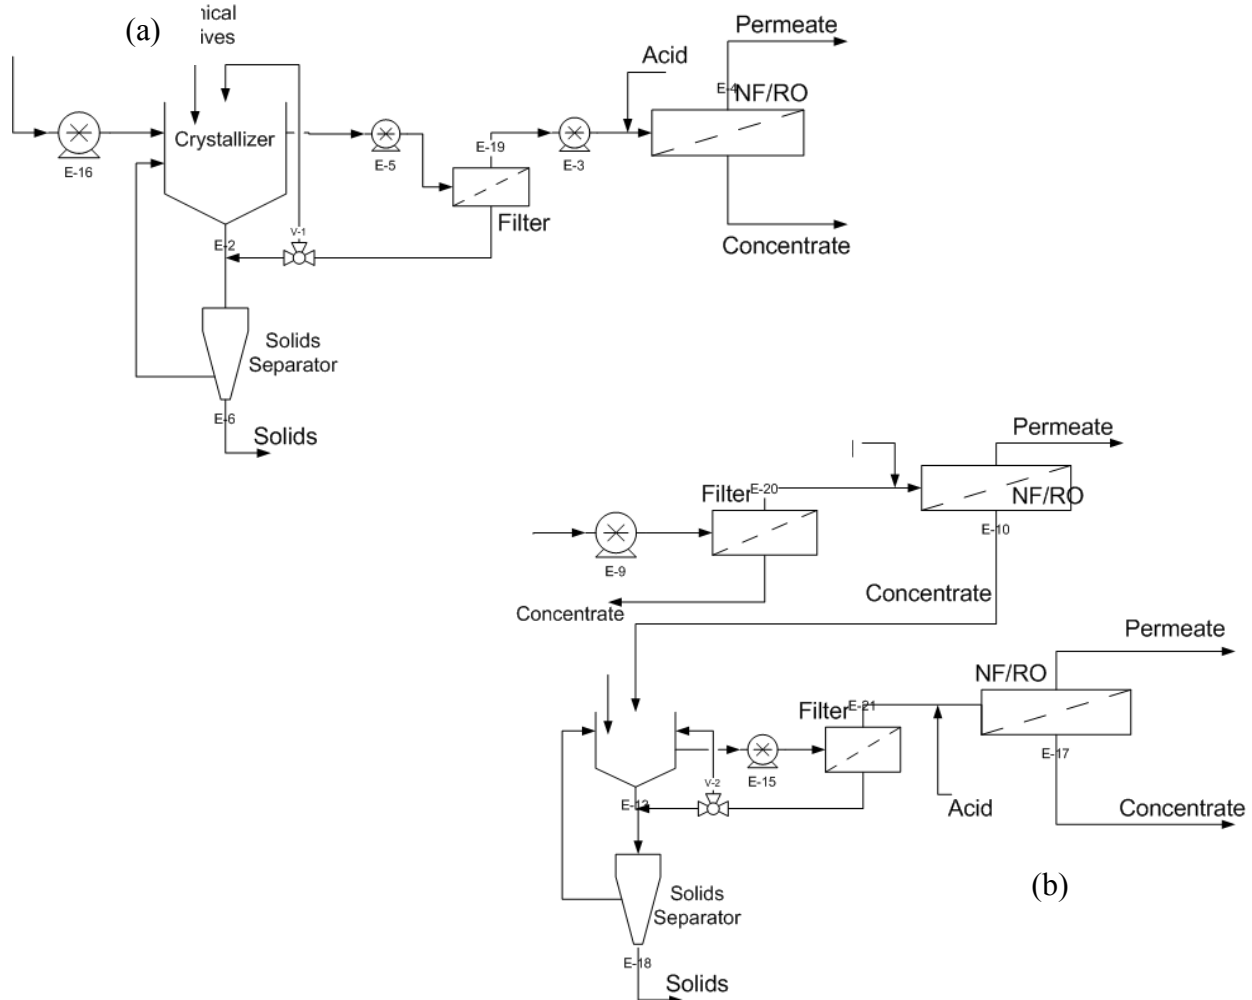 (a)
nical
ives
Acid
Permeate
E-4
NF/RO
Crystallizer
E-16
E-5
E-19
E-3
Filter
Concentrate
E-2
V-1
Solids
Separator
E-6
Solids
Permeate
Filter
E-20
NF/RO
E-10
E-9
Concentrate
Concentrate
Permeate
NF/RO
Filter
E-21
E-17
E-15
V-2
Acid
Concentrate
(b)
Solids
Separator
E-18
Solids